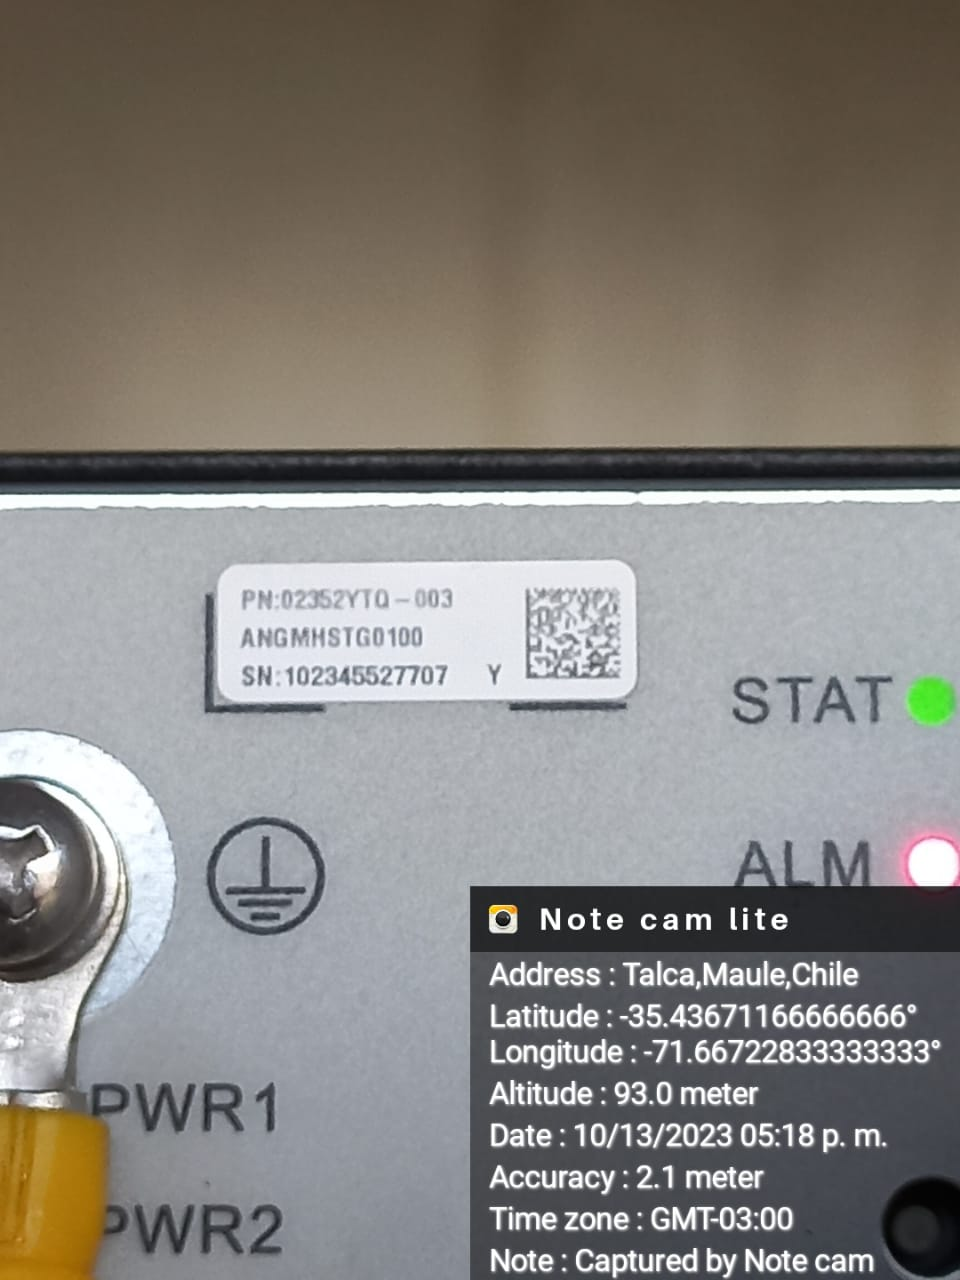 PN:02352YTQ-003
ANGMHSTG0100
SN:102345527707 Y
STAT
ALM
PWR1
PWR2
Note cam lite
Address : Talca,Maule,Chile
Latitude : -35.43671166666666°
Longitude : -71.66722833333333°
Altitude : 93.0 meter
Date : 10/13/2023 05:18 p. m.
Accuracy : 2.1 meter
Time zone : GMT-03:00
Note : Captured by Note cam